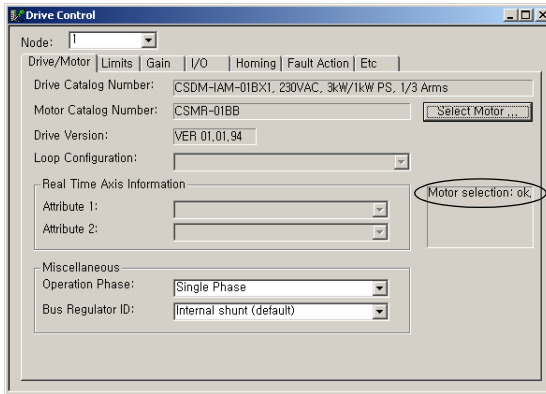 Drive Control
Node: 1
Drive/Motor Limits Gain I/O Homing Fault Action Etc
Drive Catalog Number: CSDM-IAM-01BX1, 230VAC, 3kW/1kW PS, 1/3 Arms
Motor Catalog Number: CSMR-01BB Select Motor ...
Drive Version: VER 01,01,94
Loop Configuration:
Real Time Axis Information
Motor selection: ok,
Attribute 1:
Attribute 2:
Miscellaneous
Operation Phase: Single Phase
Bus Regulator ID: Internal shunt (default)